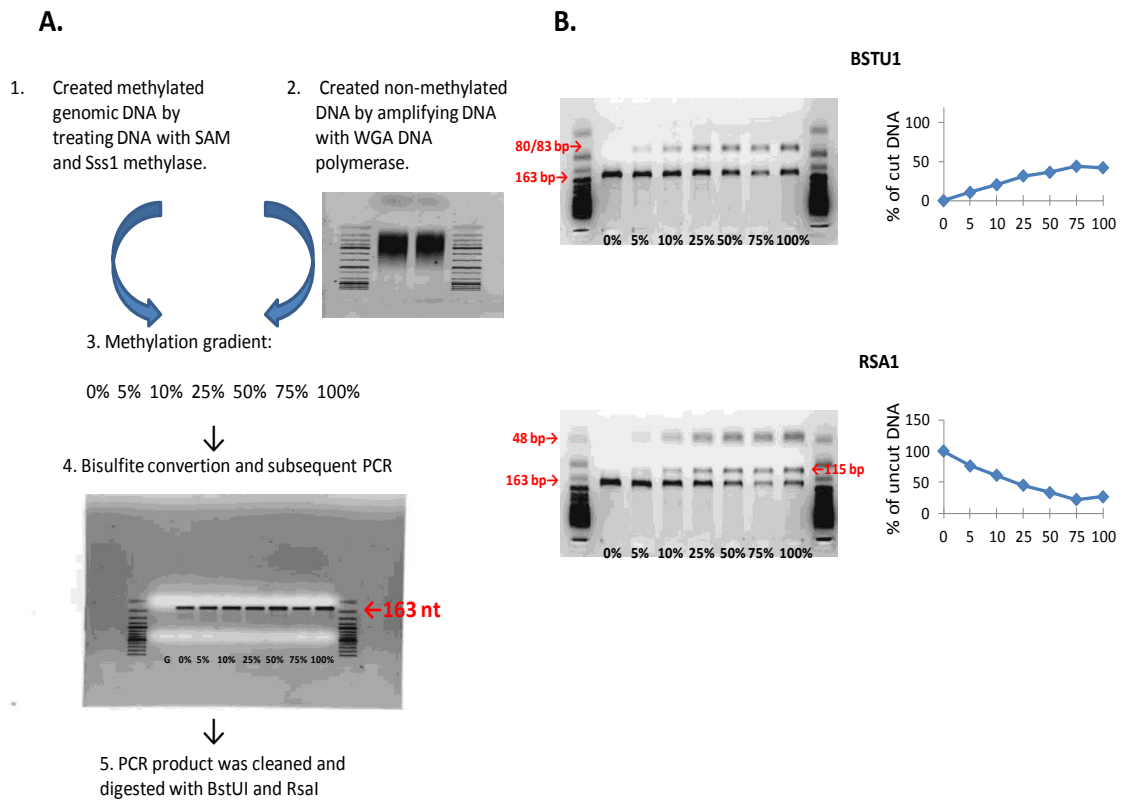 A.
1. Created methylated
genomic DNA by
treating DNA with SAM
and Sss1 methylase.
2. Created non-methylated
DNA by amplifying DNA
with WGA DNA
polymerase.
3. Methylation gradient:
0% 5% 10% 25% 50% 75% 100%
4. Bisulfite convertion and subsequent PCR
←163 nt
G 0% 5% 10% 25% 50% 75% 100%
5. PCR product was cleaned and
digested with BstUI and RsaI
B.
BSTU1
80/83 bp→
163 bp→
0% 5% 10% 25% 50% 75% 100%
% of cut DNA
100
50
0
0 5 10 25 50 75 100
RSA1
48 bp→
163 bp→
←115 bp
0% 5% 10% 25% 50% 75% 100%
% of uncut DNA
150
100
50
0
0 5 10 25 50 75 100